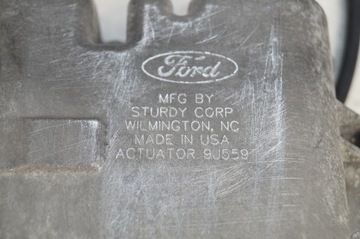 Ford
MFG BY
STURDY CORP
WILMINGTON, NC
MADE IN USA
ACTUATOR 9J559